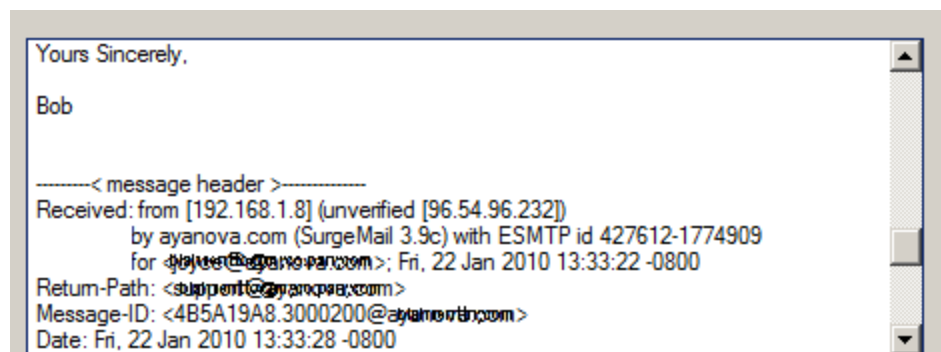 Yours Sincerely,
Bob
---------< message header >--------------
Received: from [192.168.1.8] (unverified [96.54.96.232])
by ayanova.com (SurgeMail 3.9c) with ESMTP id 427612-1774909
for < >; Fri, 22 Jan 2010 13:33:22 -0800
Return-Path: < >
Message-ID: <4B5A19A8.3000200@ >
Date: Fri, 22 Jan 2010 13:33:28 -0800